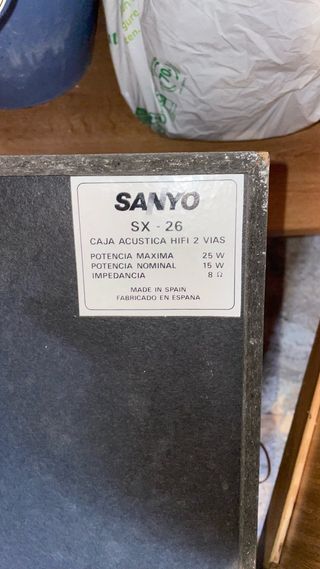 SANYO
SX - 26
CAJA ACUSTICA HIFI 2 VIAS
POTENCIA MAXIMA 25 W
POTENCIA NOMINAL 15 W
IMPEDANCIA 8 Ω
MADE IN SPAIN
FABRICADO EN ESPAÑA